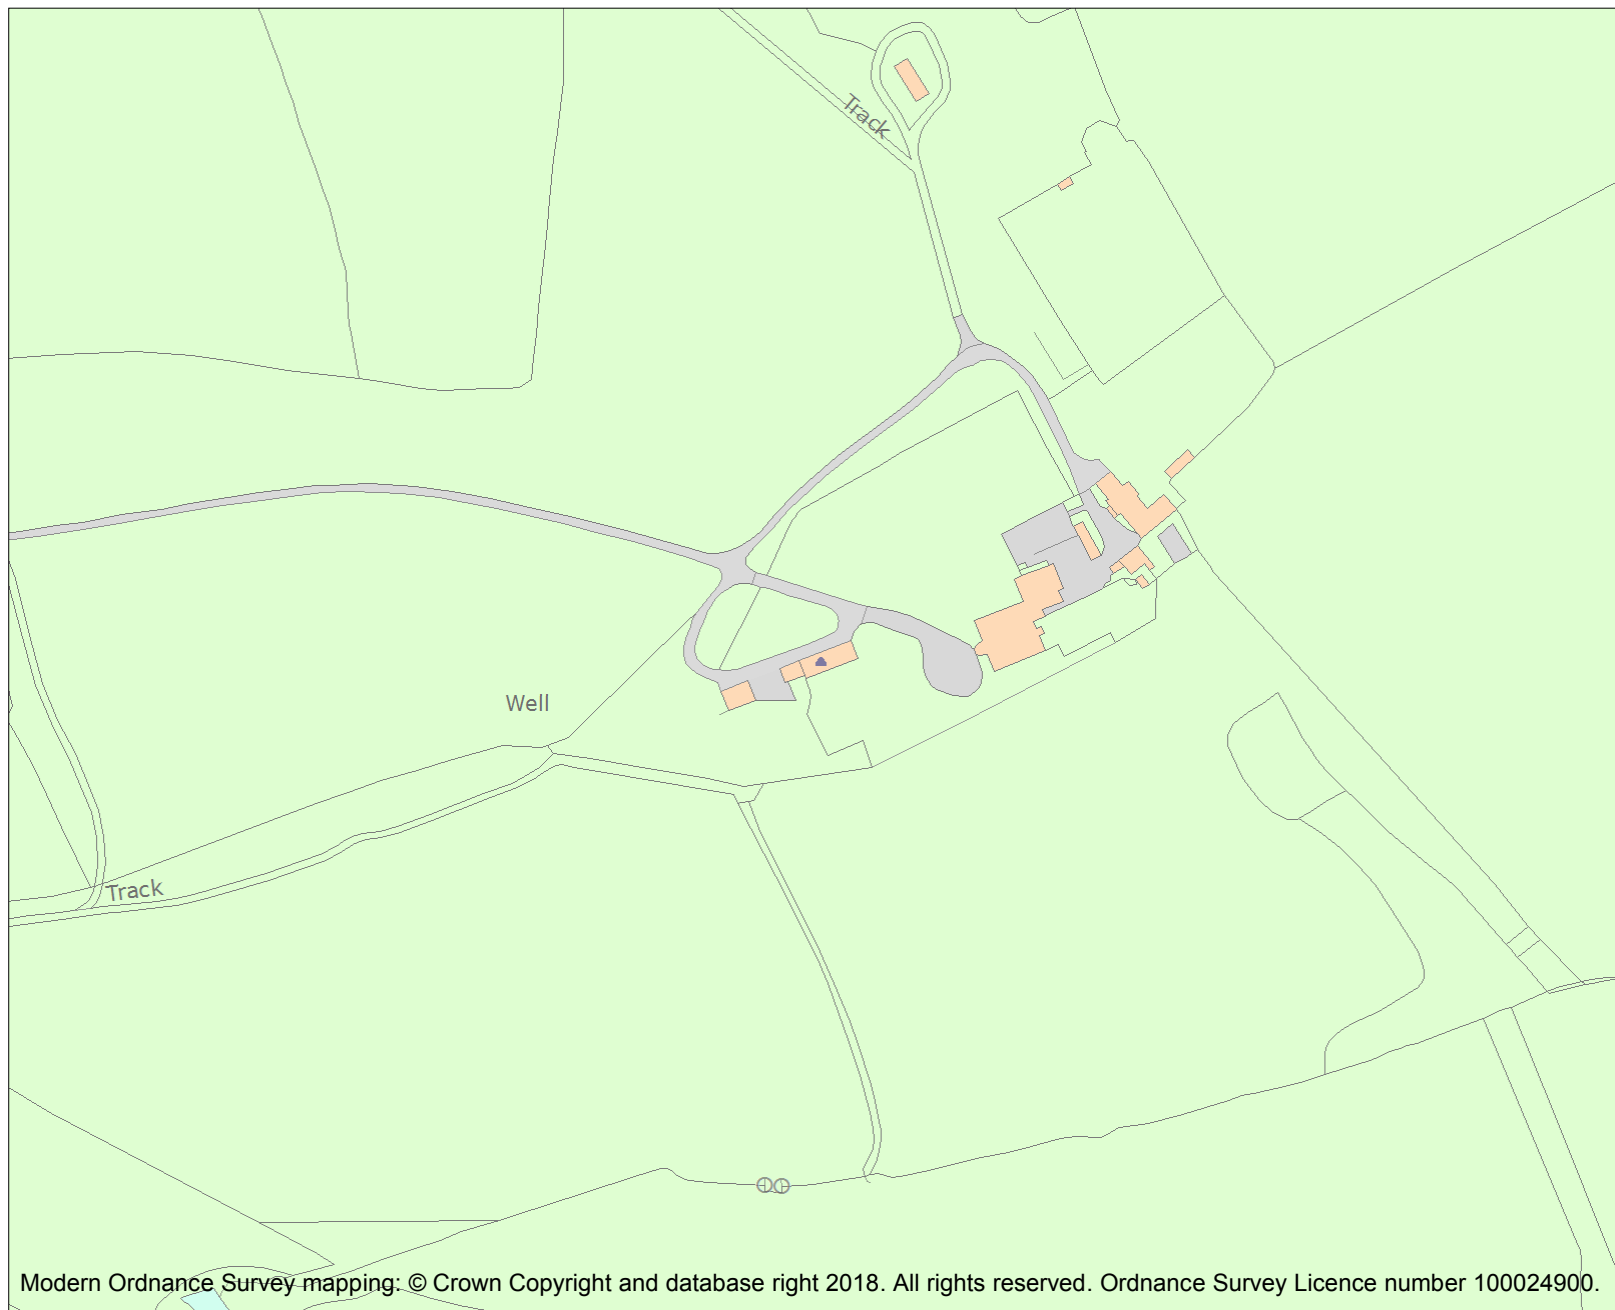 Track
Well
Track
Modern Ordnance Survey mapping: © Crown Copyright and database right 2018. All rights reserved. Ordnance Survey Licence number 100024900.